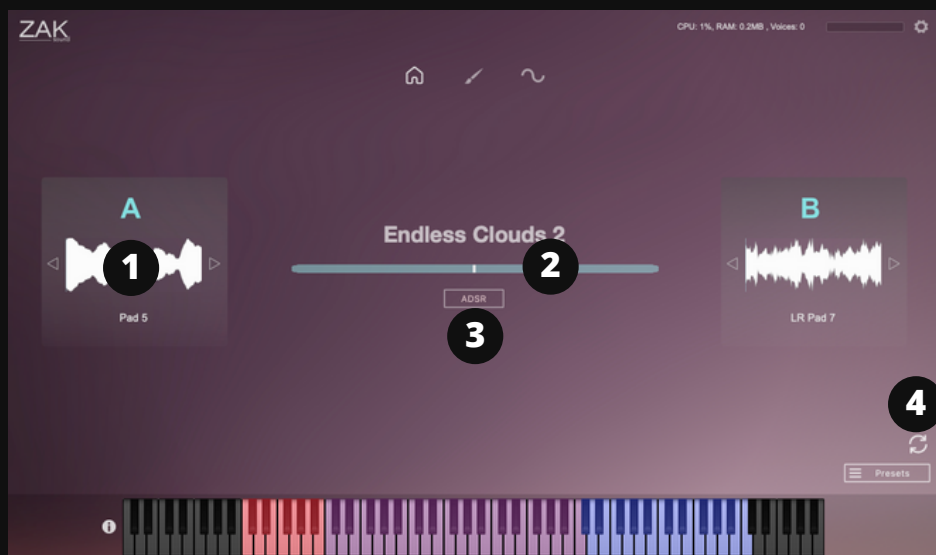 ZAK
SOUND
CPU: 1%, RAM: 0.2MB , Voices: 0
A
B
Endless Clouds 2
1
2
ADSR
Pad 5
LR Pad 7
3
4
Presets